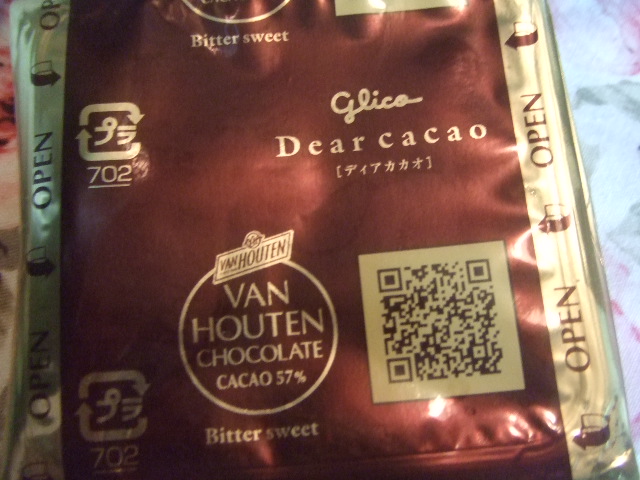 Bitter sweet
OPEN
プラ
702
Glico
Dear cacao
[ディアカカオ]
OPEN
OPEN
VAN HOUTEN
VAN
HOUTEN
CHOCOLATE
CACAO 57%
Bitter sweet
OPEN
OPEN
プラ
702